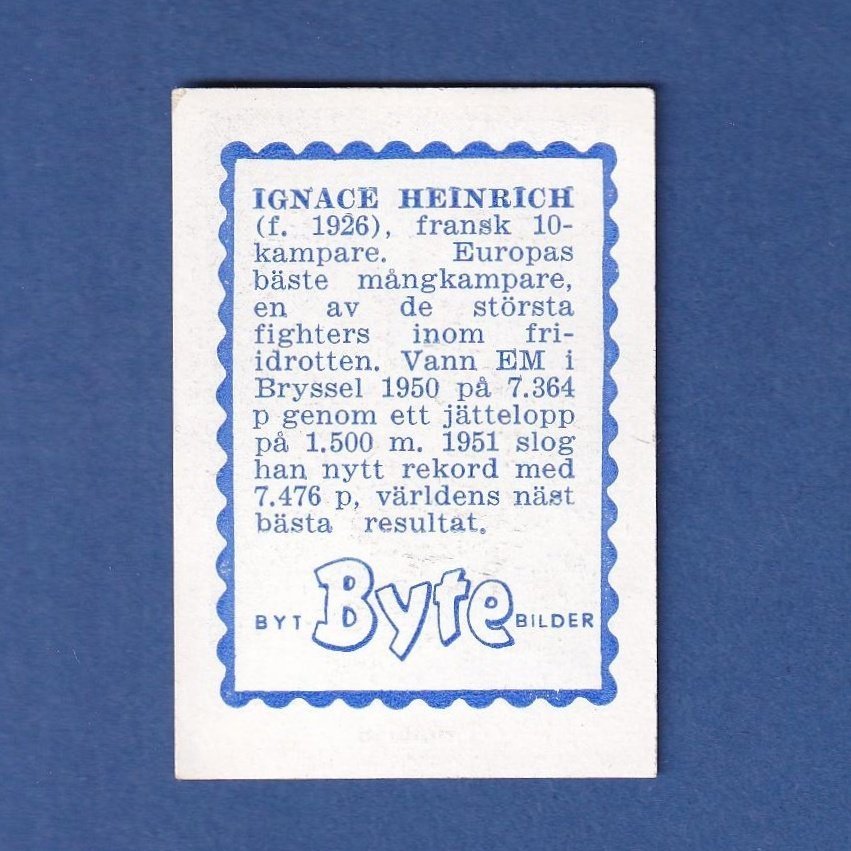 IGNACE HEINRICH
(f. 1926), fransk 10-
kampare. Europas
bäste mångkampare,
en av de största
fighters inom fri-
idrotten. Vann EM i
Bryssel 1950 på 7.364
p genom ett jättelopp
på 1.500 m. 1951 slog
han nytt rekord med
7.476 p, världens näst
bästa resultat.
BYT Byte BILDER